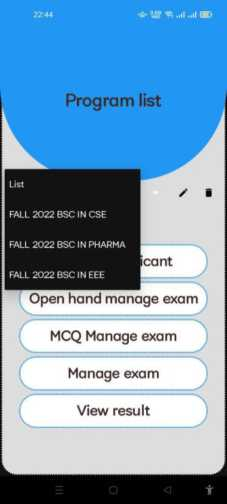 22:44
Program list
List
FALL 2022 BSC IN CSE
FALL 2022 BSC IN PHARMA
FALL 2022 BSC IN EEE
icant
Open hand manage exam
MCQ Manage exam
Manage exam
View result